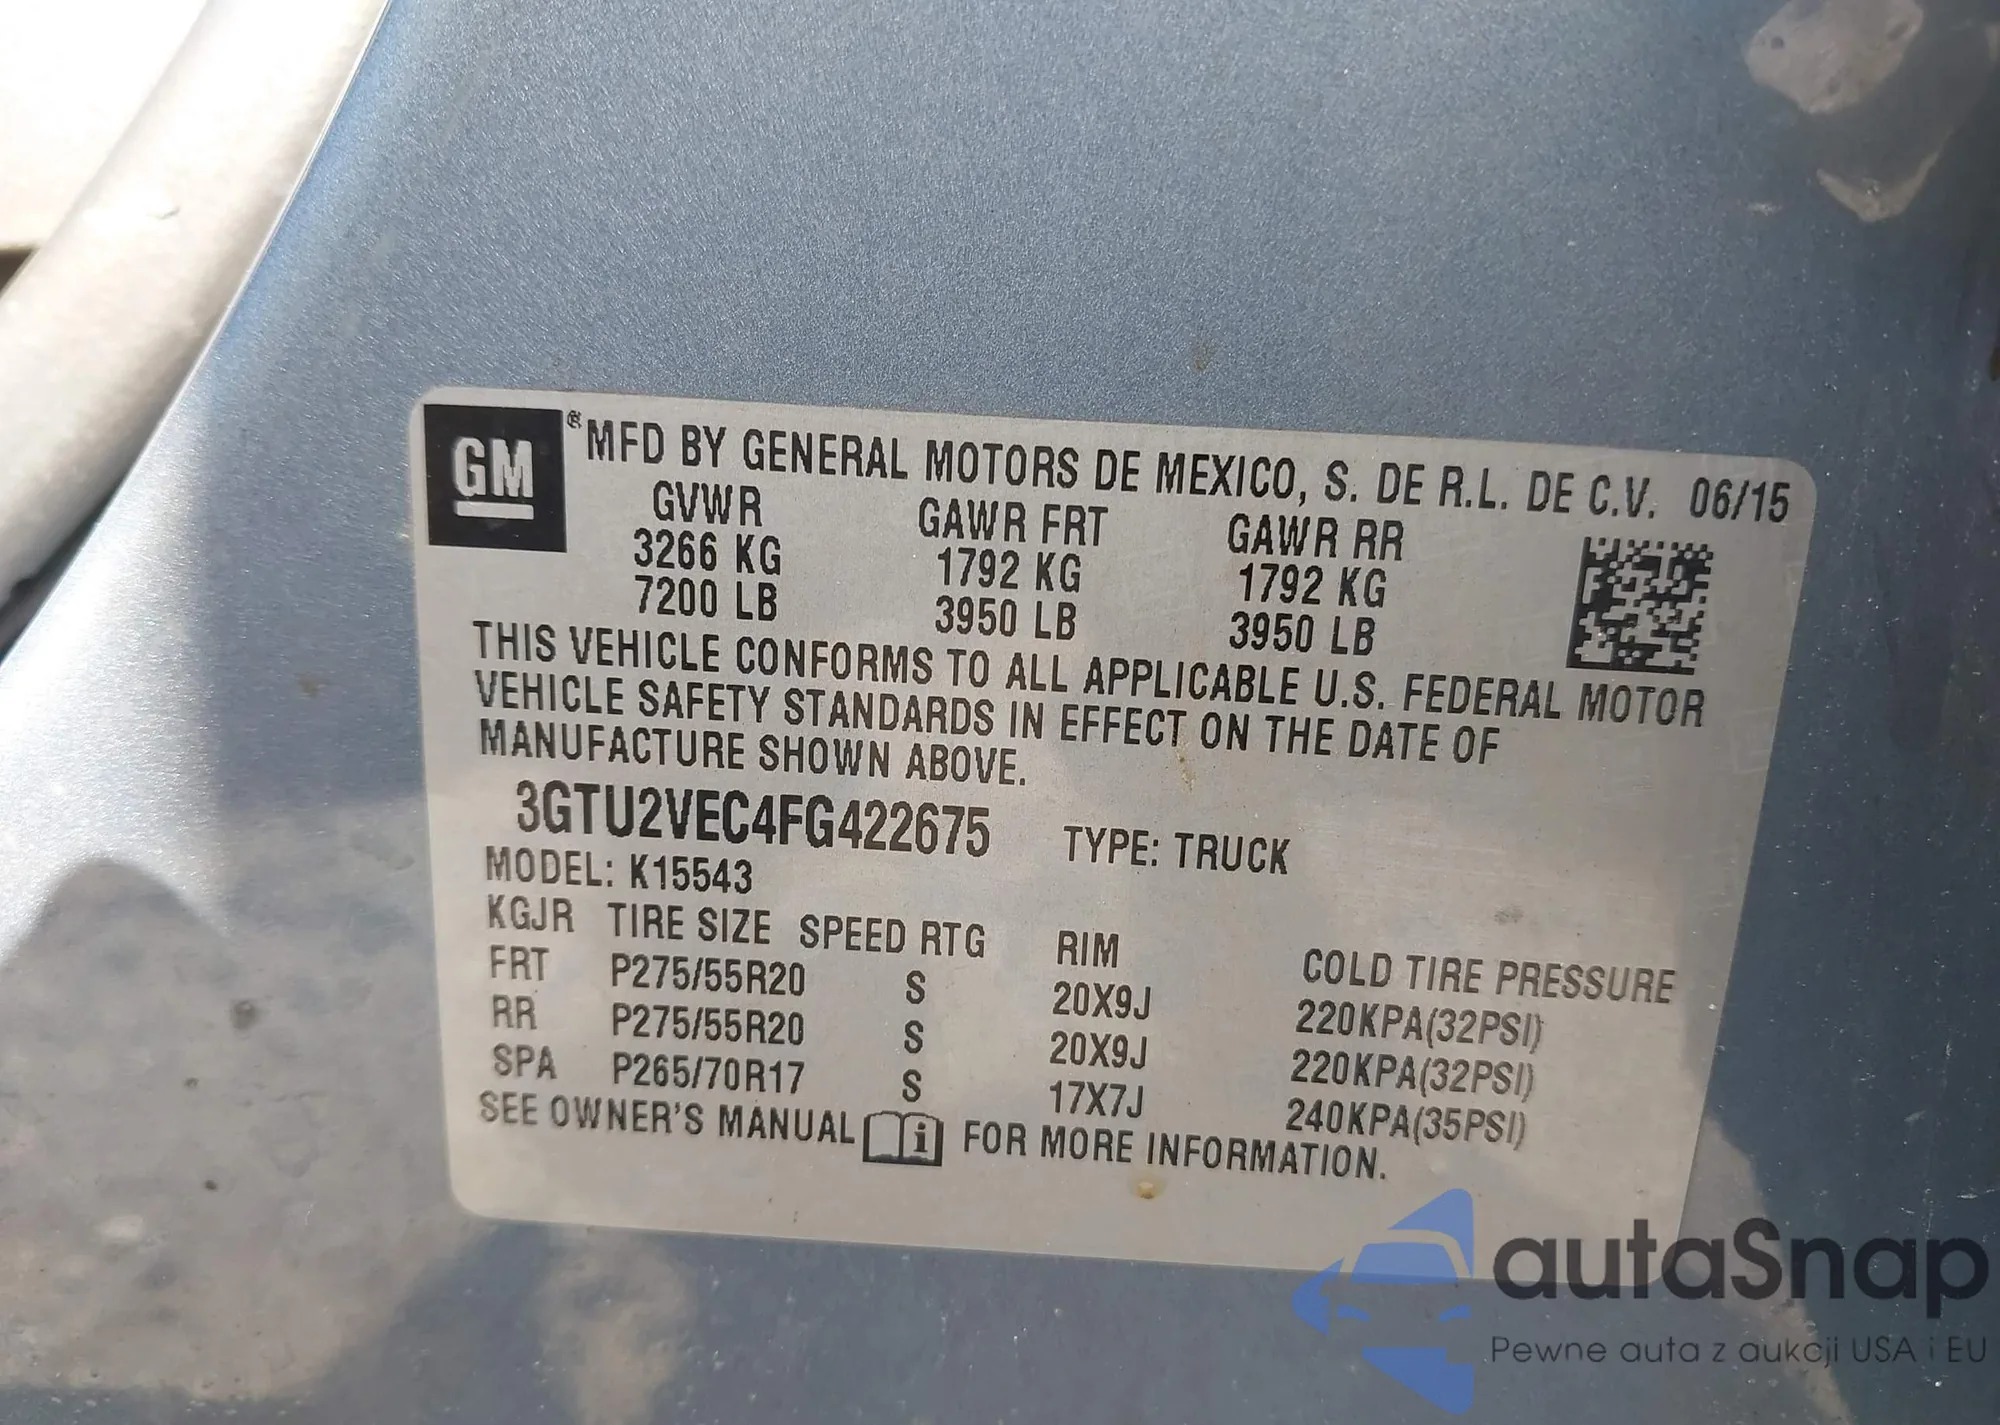 GM ® MFD BY GENERAL MOTORS DE MEXICO, S. DE R.L. DE C.V. 06/15
GVWR GAWR FRT GAWR RR
3266 KG 1792 KG 1792 KG
7200 LB 3950 LB 3950 LB
THIS VEHICLE CONFORMS TO ALL APPLICABLE U.S. FEDERAL MOTOR
VEHICLE SAFETY STANDARDS IN EFFECT ON THE DATE OF
MANUFACTURE SHOWN ABOVE.
3GTU2VEC4FG422675 TYPE: TRUCK
MODEL: K15543
KGJR TIRE SIZE SPEED RTG RIM COLD TIRE PRESSURE
FRT P275/55R20 S 20X9J 220KPA(32PSI)
RR P275/55R20 S 20X9J 220KPA(32PSI)
SPA P265/70R17 S 17X7J 240KPA(35PSI)
SEE OWNER'S MANUAL i FOR MORE INFORMATION.
autaSnap
Pewne auta z aukcji USA i EU